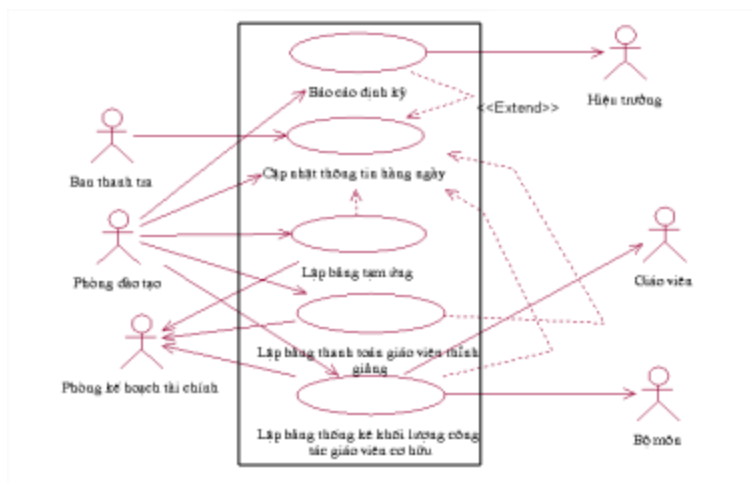 Báo cáo định kỳ
Hiệu trưởng
<<Extend>>
Ban thanh tra
Cập nhật thông tin hàng ngày
Phòng đào tạo
Lập bảng tạm ứng
Giáo viên
Phòng kế hoạch tài chính
Lập bảng thanh toán giáo viên thỉnh
giảng
Lập bảng thống kê khối lượng công
tác giáo viên cơ hữu
Bộ môn